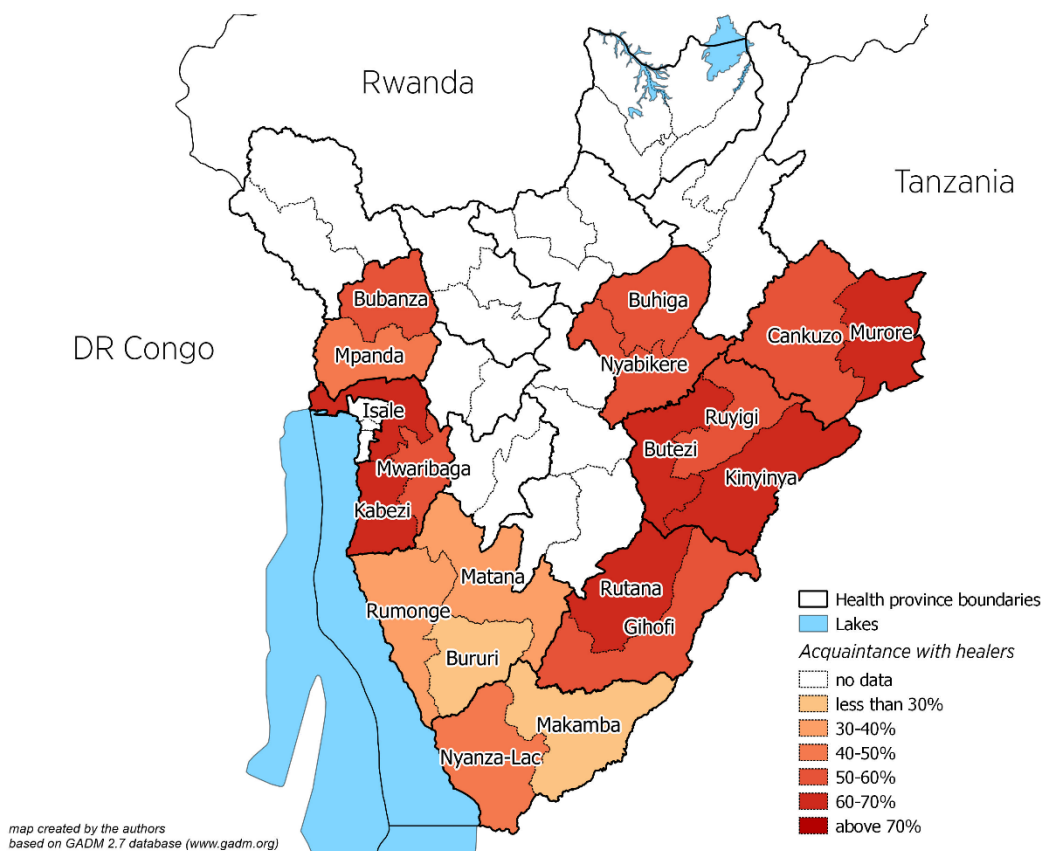 Rwanda
Tanzania
DR Congo
Bubanza
Mpanda
Buhiga
Nyabikere
Cankuzo
Murore
Isale
Mwaribaga
Kabezi
Ruyigi
Butezi
Kinyinya
Matana
Rumonge
Bururi
Rutana
Gihofi
Makamba
Nyanza-Lac
Health province boundaries
Lakes
Acquaintance with healers
no data
less than 30%
30-40%
40-50%
50-60%
60-70%
above 70%
map created by the authors
based on GADM 2.7 database (www.gadm.org)